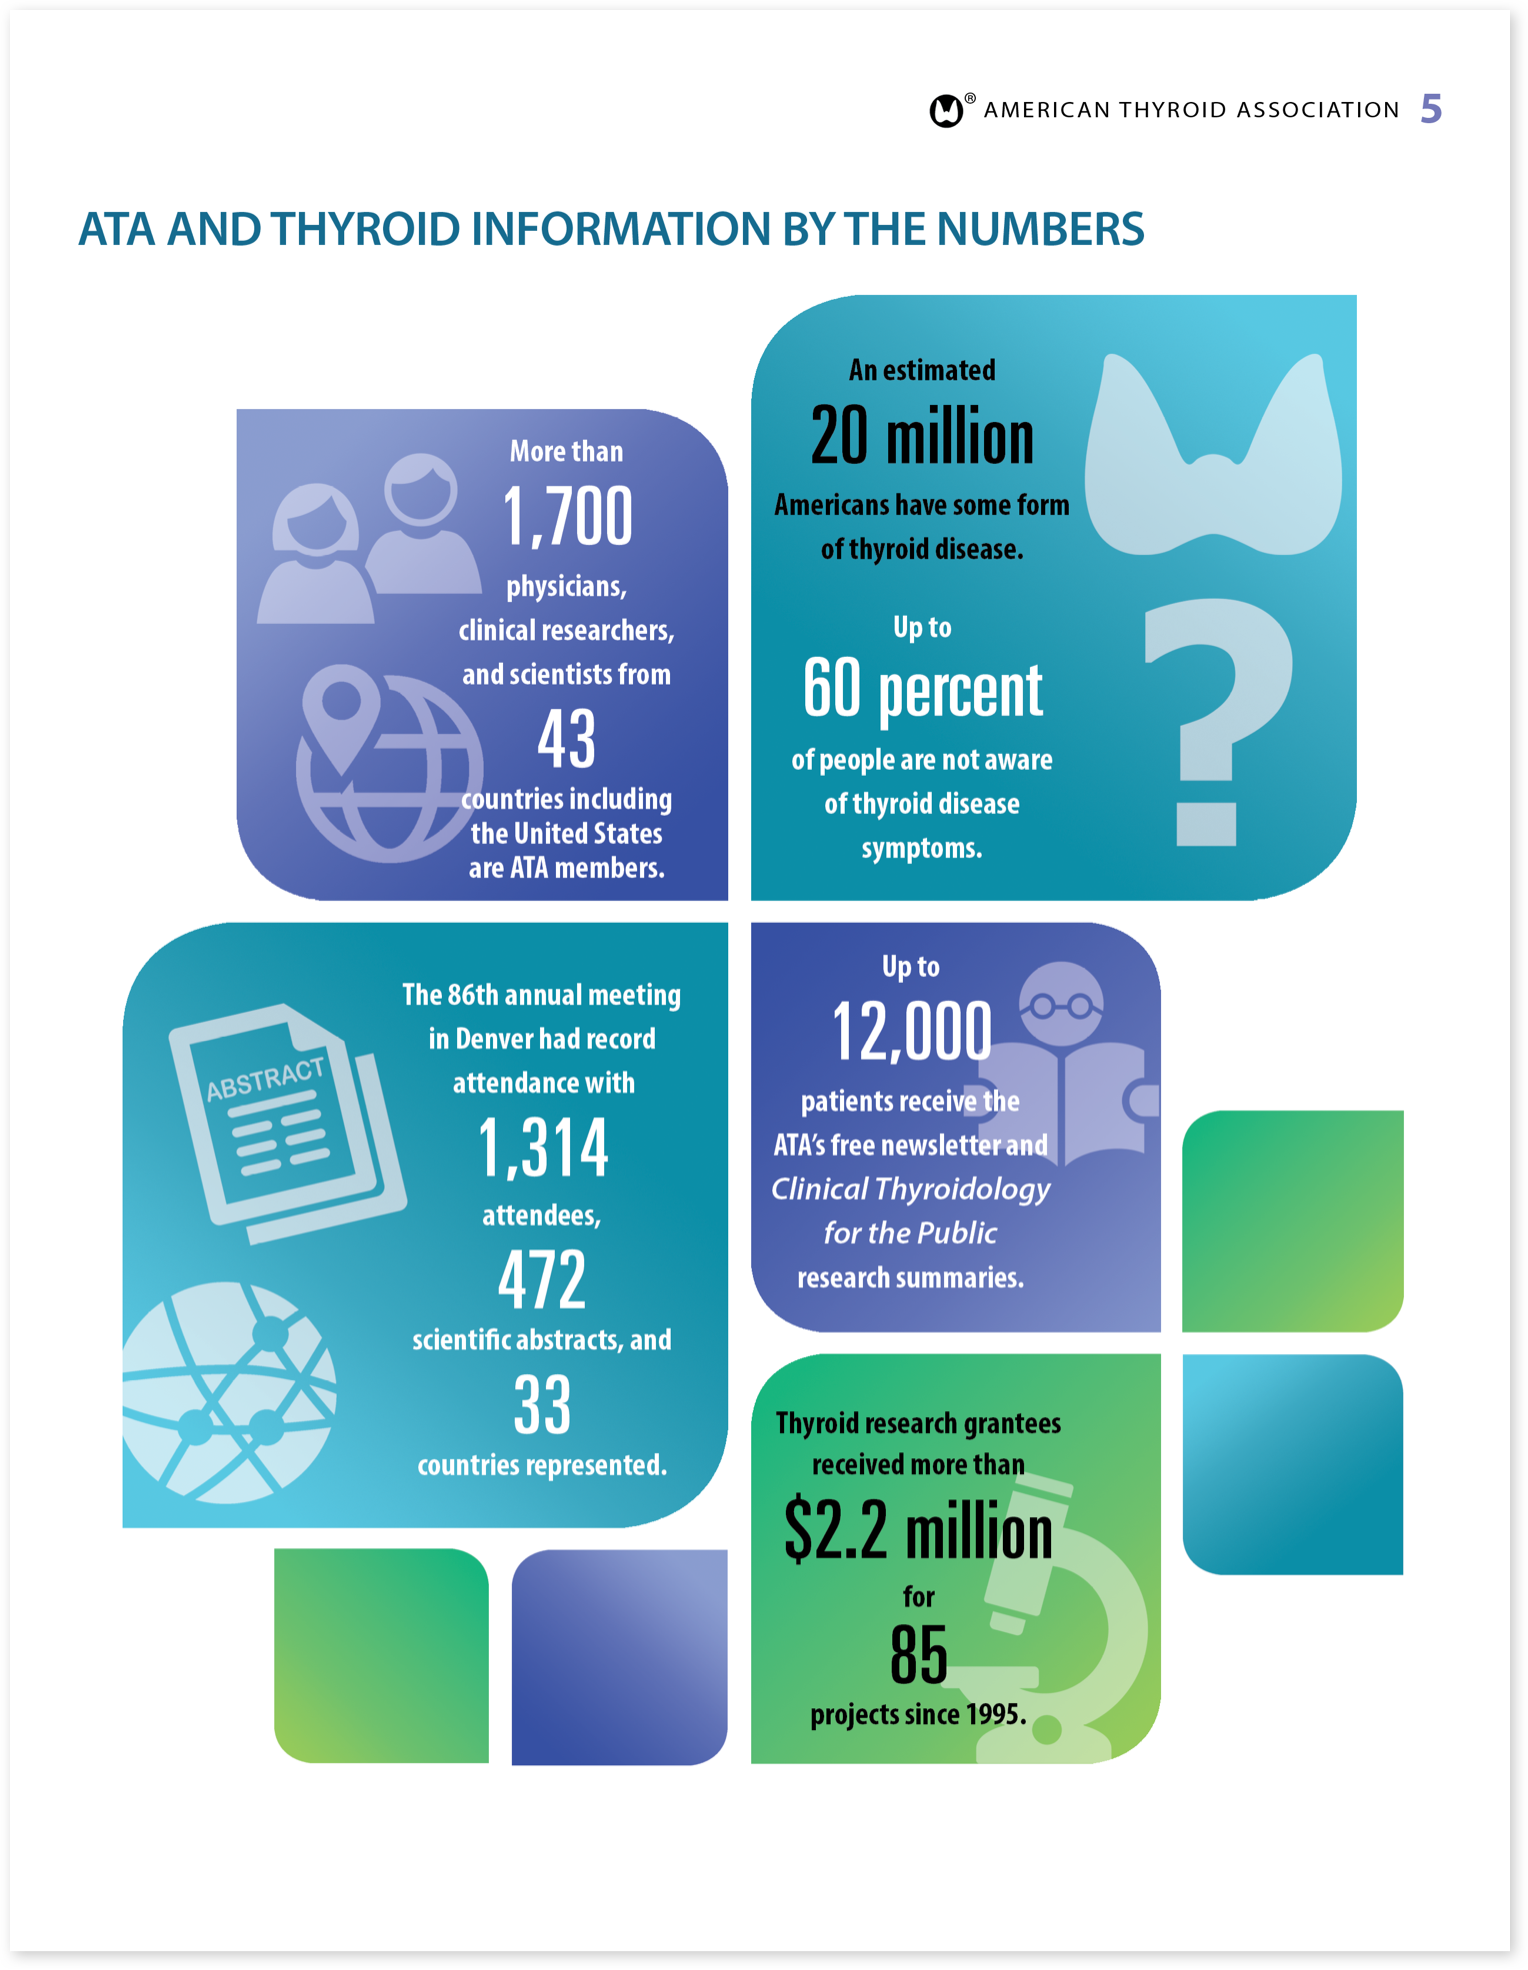 ® AMERICAN THYROID ASSOCIATION 5
ATA AND THYROID INFORMATION BY THE NUMBERS
More than
1,700
physicians,
clinical researchers,
and scientists from
43
countries including
the United States
are ATA members.
An estimated
20 million
Americans have some form
of thyroid disease.
Up to
60 percent
of people are not aware
of thyroid disease
symptoms.
?
ABSTRACT
The 86th annual meeting
in Denver had record
attendance with
1,314
attendees,
472
scientific abstracts, and
33
countries represented.
Up to
12,000
patients receive the
ATA’s free newsletter and
Clinical Thyroidology
for the Public
research summaries.
Thyroid research grantees
received more than
$2.2 million
for
85
projects since 1995.